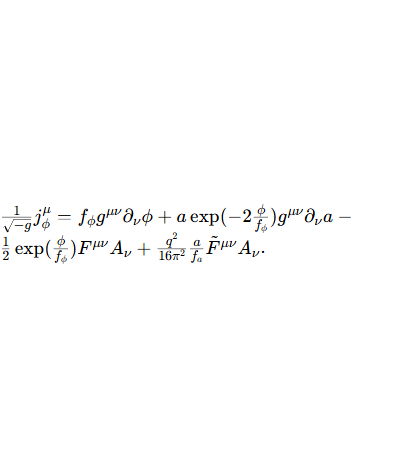 $\frac{1}{\sqrt{-g}} j^{\mu}_{\phi} = f_{\phi} g^{\mu\nu} \partial_{\nu} \phi + a \exp(-2\frac{\phi}{f_{\phi}}) g^{\mu\nu} \partial_{\nu} a -$
$\frac{1}{2} \exp(\frac{\phi}{f_{\phi}}) F^{\mu\nu} A_{\nu} + \frac{q^2}{16\pi^2} \frac{a}{f_a} \tilde{F}^{\mu\nu} A_{\nu}.$